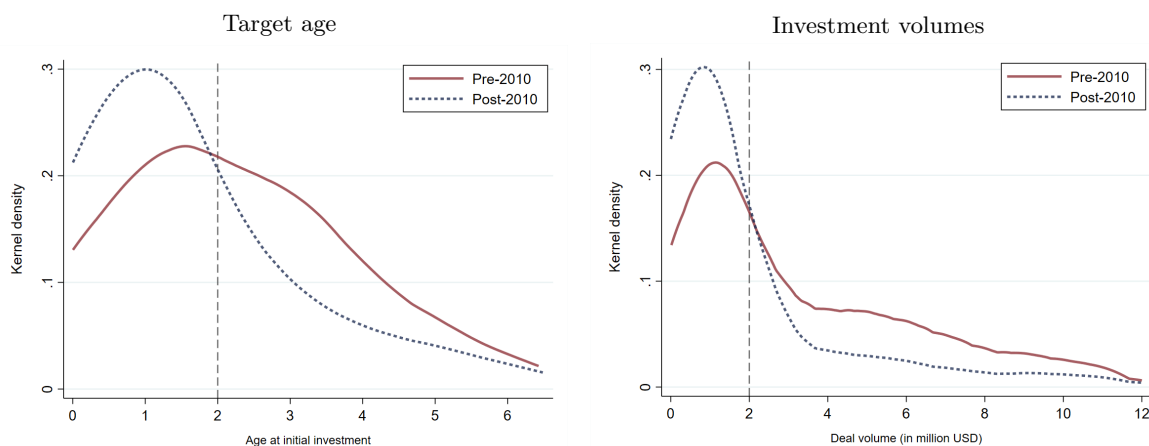 Target age
.3
.2
.1
0
Kernel density
Pre-2010
Post-2010
0 1 2 3 4 5 6
Age at initial investment
Investment volumes
.3
.2
.1
0
Kernel density
Pre-2010
Post-2010
0 2 4 6 8 10 12
Deal volume (in million USD)